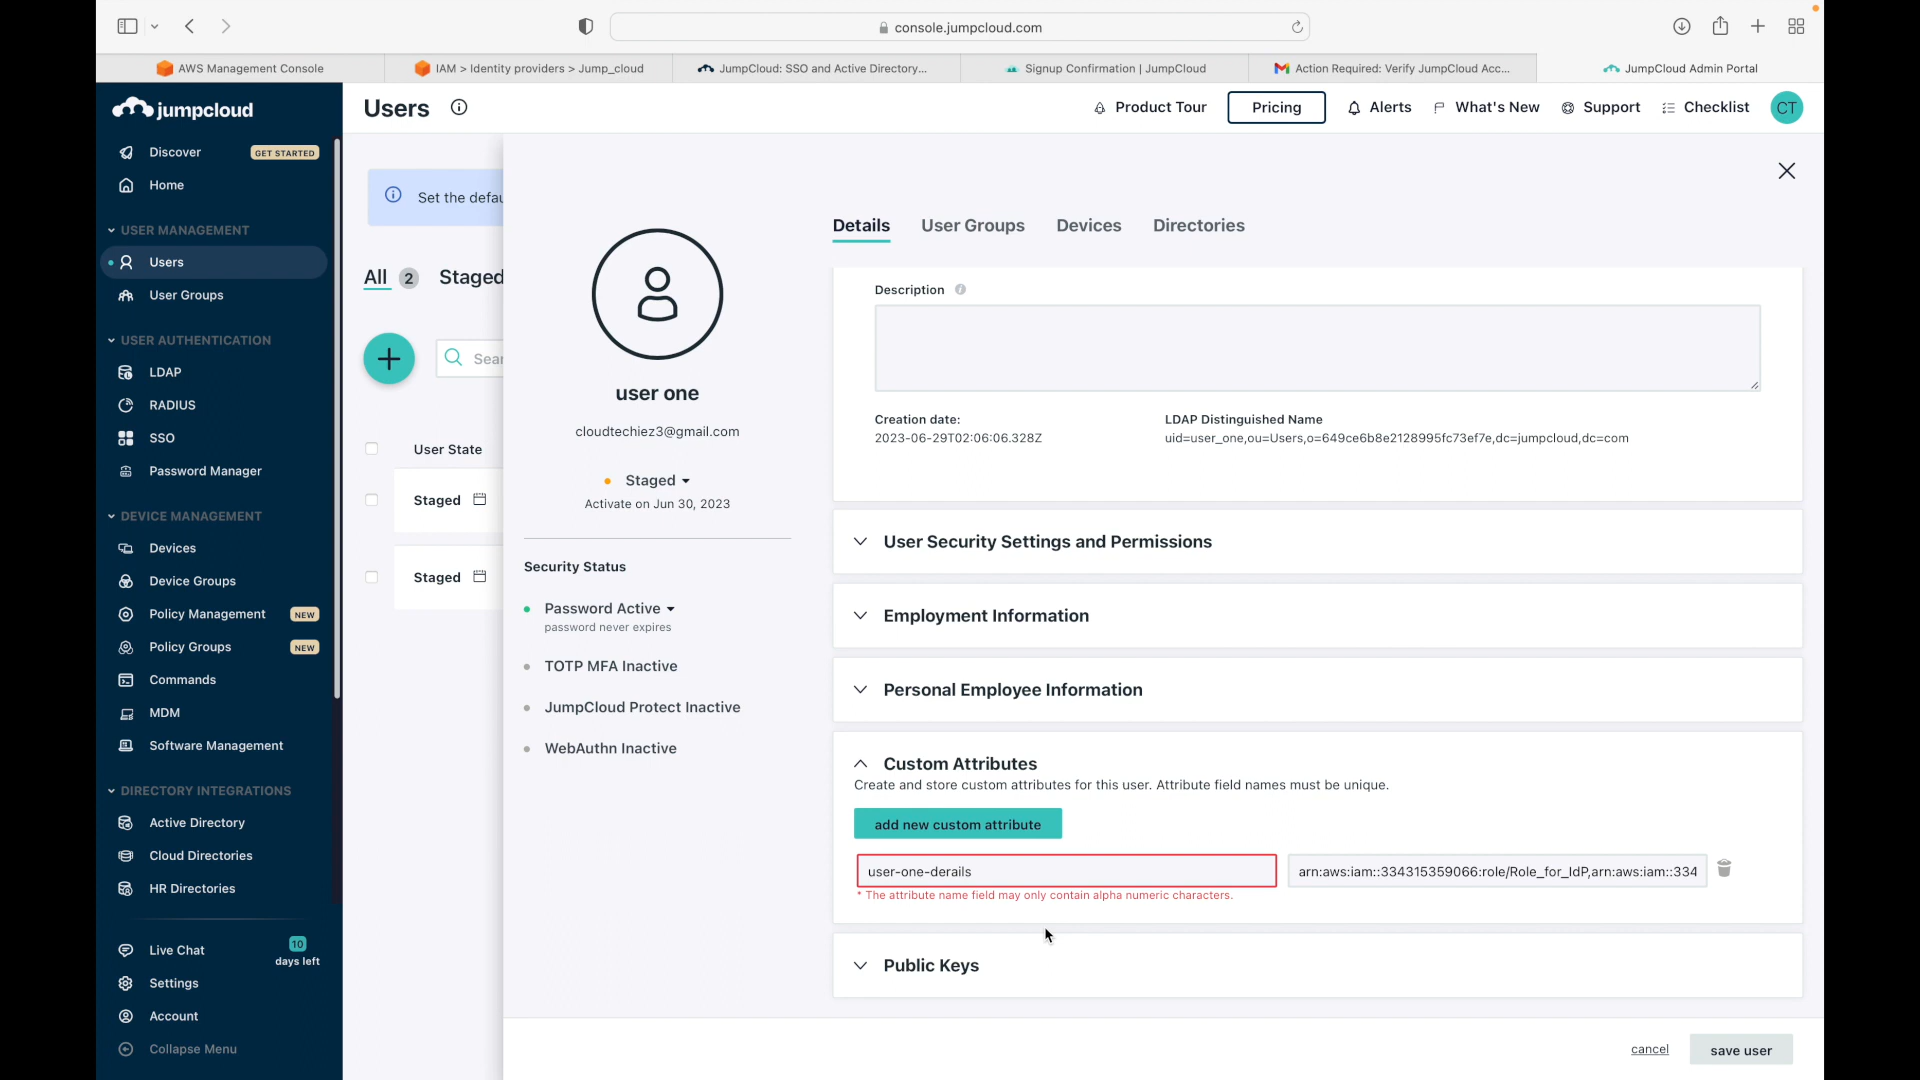 console.jumpcloud.com
AWS Management Console
IAM > Identity providers > Jump_cloud
JumpCloud: SSO and Active Directory...
Signup Confirmation | JumpCloud
Action Required: Verify JumpCloud Acc...
JumpCloud Admin Portal
jumpcloud
Users
Product Tour
Pricing
Alerts
What's New
Support
Checklist
CT
Discover
GET STARTED
Home
USER MANAGEMENT
Users
User Groups
USER AUTHENTICATION
LDAP
RADIUS
SSO
Password Manager
DEVICE MANAGEMENT
Devices
Device Groups
Policy Management
NEW
Policy Groups
NEW
Commands
MDM
Software Management
DIRECTORY INTEGRATIONS
Active Directory
Cloud Directories
HR Directories
Live Chat
10
days left
Settings
Account
Collapse Menu
Set the defau
All 2 Staged
Sear
User State
Staged
Staged
user one
cloudtechiez3@gmail.com
Staged
Activate on Jun 30, 2023
Security Status
Password Active
password never expires
TOTP MFA Inactive
JumpCloud Protect Inactive
WebAuthn Inactive
Details
User Groups
Devices
Directories
Description
Creation date:
2023-06-29T02:06:06.328Z
LDAP Distinguished Name
uid=user_one,ou=Users,o=649ce6b8e2128995fc73ef7e,dc=jumpcloud,dc=com
User Security Settings and Permissions
Employment Information
Personal Employee Information
Custom Attributes
Create and store custom attributes for this user. Attribute field names must be unique.
add new custom attribute
user-one-derails
arn:aws:iam::334315359066:role/Role_for_IdP,arn:aws:iam::334
* The attribute name field may only contain alpha numeric characters.
Public Keys
cancel
save user